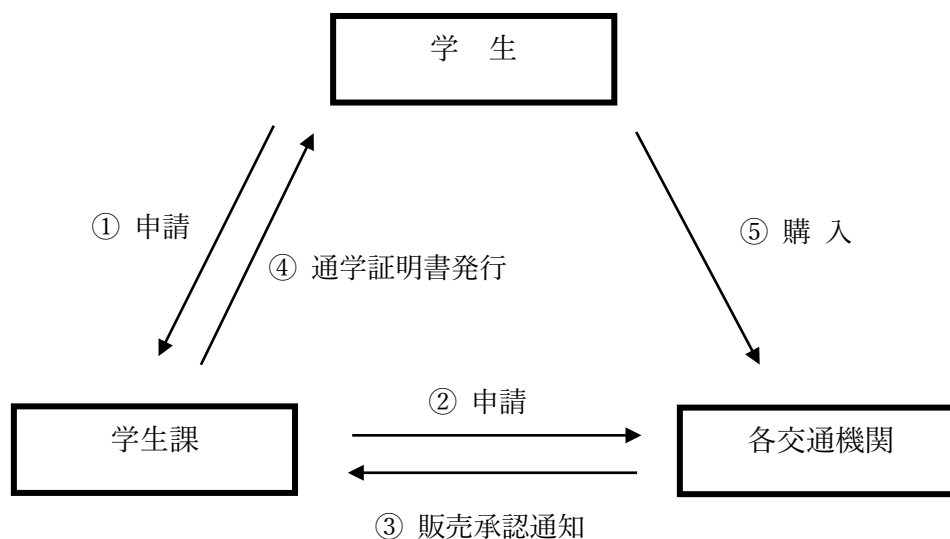 学 生
① 申請
⑤ 購 入
④ 通学証明書発行
② 申請
学生課
各交通機関
③ 販売承認通知